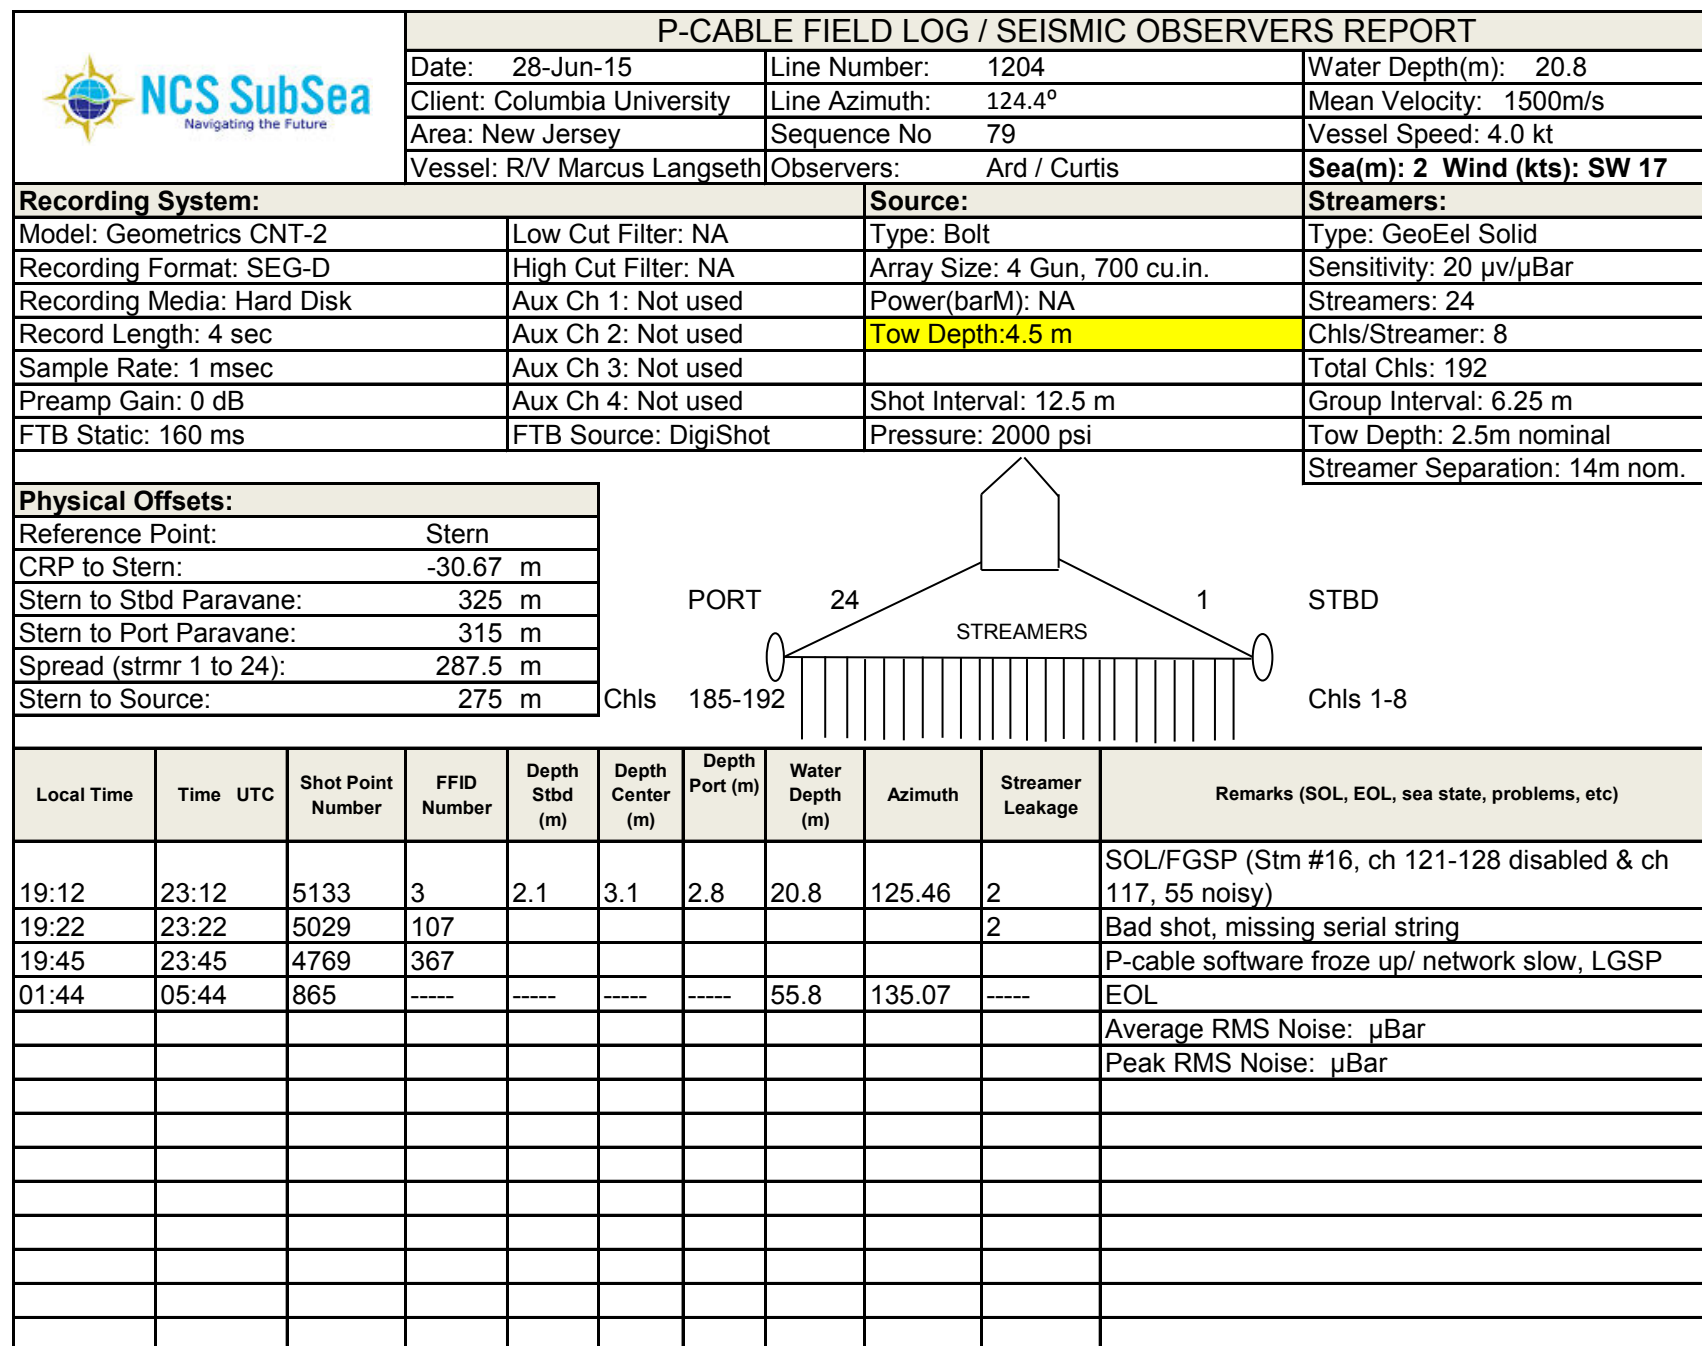 P-CABLE FIELD LOG / SEISMIC OBSERVERS REPORT
NCS SubSea
Navigating the Future
Date: 28-Jun-15 Line Number: 1204 Water Depth(m): 20.8
Client: Columbia University Line Azimuth: 124.4⁰ Mean Velocity: 1500m/s
Area: New Jersey Sequence No 79 Vessel Speed: 4.0 kt
Vessel: R/V Marcus Langseth Observers: Ard / Curtis Sea(m): 2 Wind (kts): SW 17
Recording System: Source: Streamers:
Model: Geometrics CNT-2 Low Cut Filter: NA Type: Bolt Type: GeoEel Solid
Recording Format: SEG-D High Cut Filter: NA Array Size: 4 Gun, 700 cu.in. Sensitivity: 20 µv/µBar
Recording Media: Hard Disk Aux Ch 1: Not used Power(barM): NA Streamers: 24
Record Length: 4 sec Aux Ch 2: Not used Tow Depth:4.5 m Chls/Streamer: 8
Sample Rate: 1 msec Aux Ch 3: Not used Total Chls: 192
Preamp Gain: 0 dB Aux Ch 4: Not used Shot Interval: 12.5 m Group Interval: 6.25 m
FTB Static: 160 ms FTB Source: DigiShot Pressure: 2000 psi Tow Depth: 2.5m nominal
Streamer Separation: 14m nom.
Physical Offsets:
Reference Point: Stern
CRP to Stern: -30.67 m
Stern to Stbd Paravane: 325 m PORT 24 1 STBD
Stern to Port Paravane: 315 m STREAMERS
Spread (strmr 1 to 24): 287.5 m
Stern to Source: 275 m Chls 185-192 Chls 1-8
Local Time Time UTC Shot Point Number FFID Number Depth Stbd (m) Depth Center (m) Depth Port (m) Water Depth (m) Azimuth Streamer Leakage Remarks (SOL, EOL, sea state, problems, etc)
SOL/FGSP (Stm #16, ch 121-128 disabled & ch
19:12 23:12 5133 3 2.1 3.1 2.8 20.8 125.46 2 117, 55 noisy)
19:22 23:22 5029 107 2 Bad shot, missing serial string
19:45 23:45 4769 367 P-cable software froze up/ network slow, LGSP
01:44 05:44 865 ----- ----- ----- ----- 55.8 135.07 ----- EOL
Average RMS Noise: µBar
Peak RMS Noise: µBar